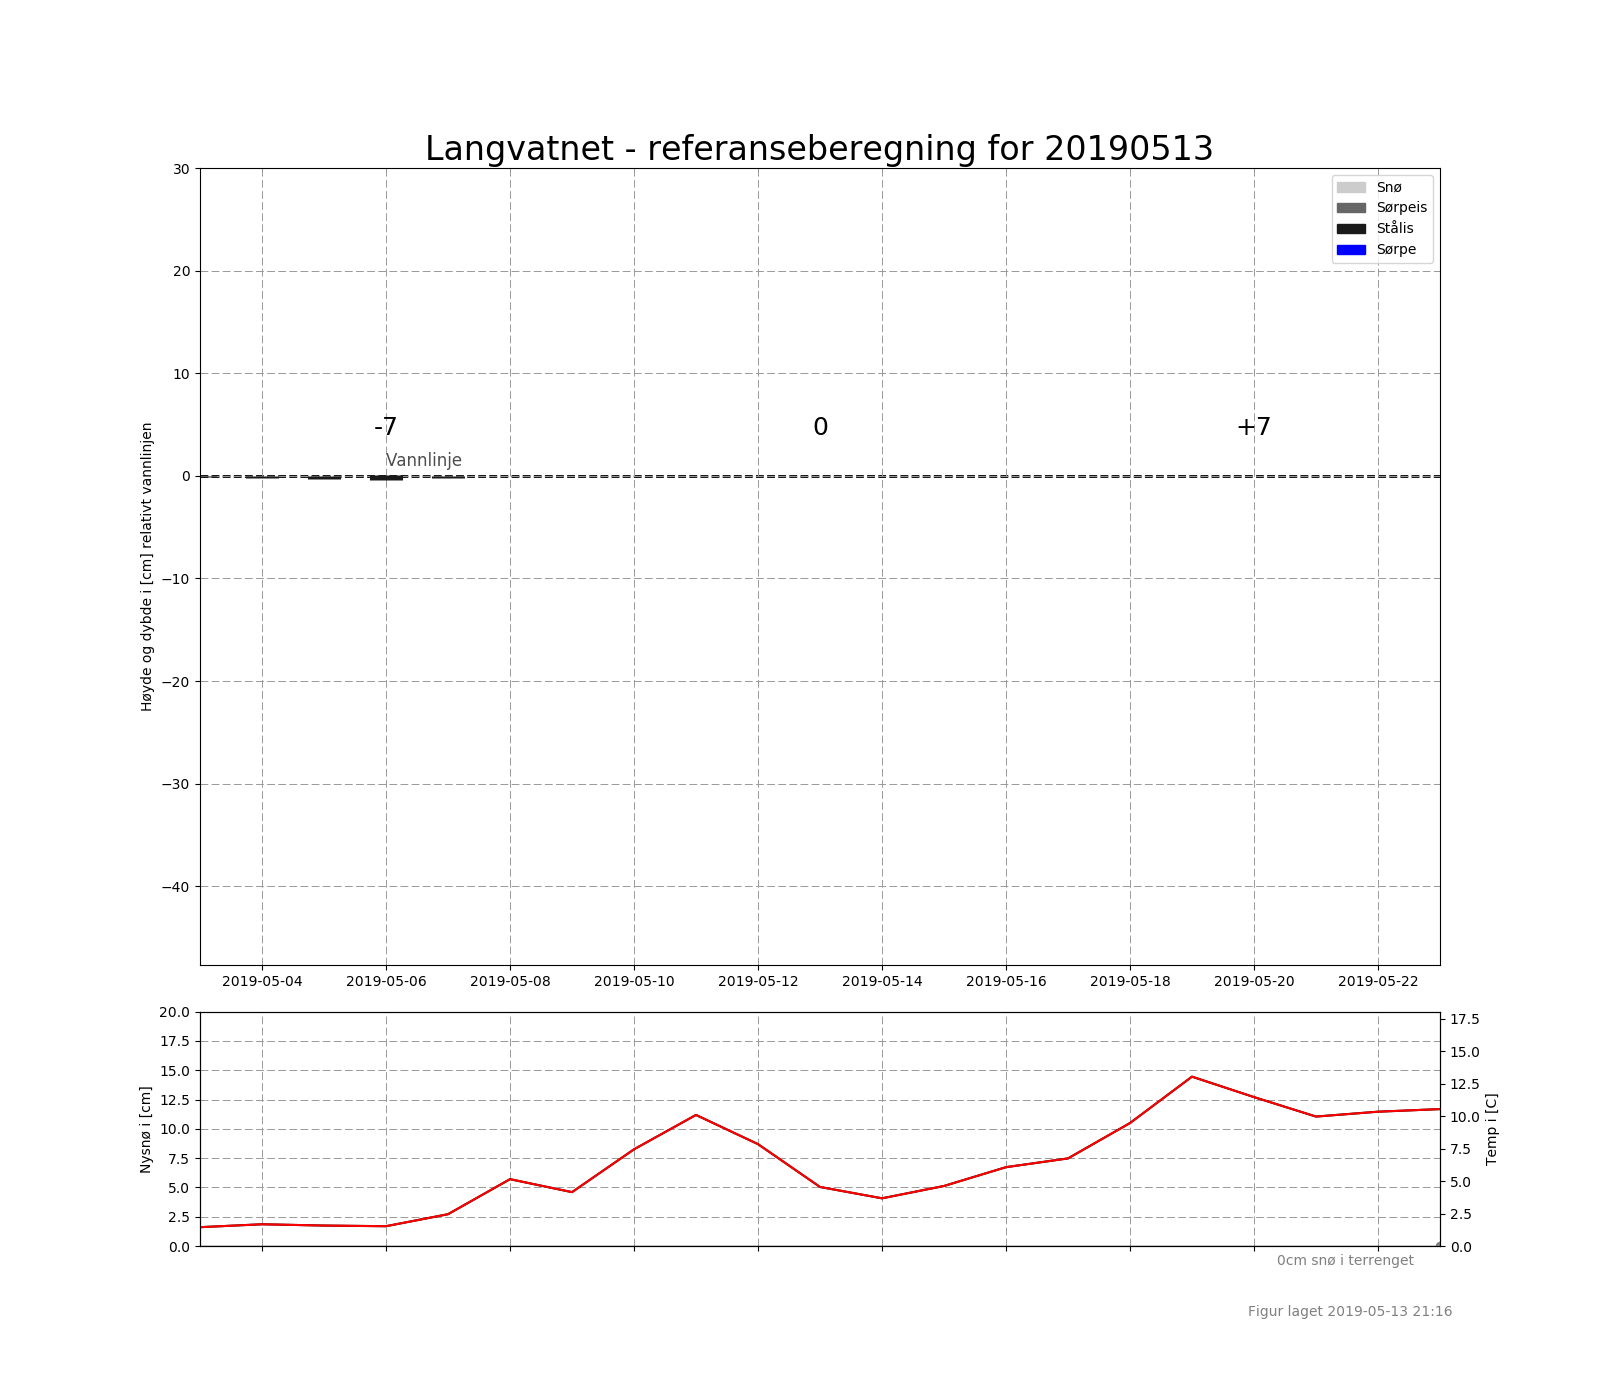 Langvatnet - referanseberegning for 20190513
Snø
Sørpeis
Stålis
Sørpe
30
20
10
0
−10
−20
−30
−40
Høyde og dybde i [cm] relativt vannlinjen
-7
0
+7
Vannlinje
2019-05-04 2019-05-06 2019-05-08 2019-05-10 2019-05-12 2019-05-14 2019-05-16 2019-05-18 2019-05-20 2019-05-22
20.0
17.5
15.0
12.5
10.0
7.5
5.0
2.5
0.0
Nysnø i [cm]
17.5
15.0
12.5
10.0
7.5
5.0
2.5
0.0
Temp i [C]
0cm snø i terrenget
Figur laget 2019-05-13 21:16